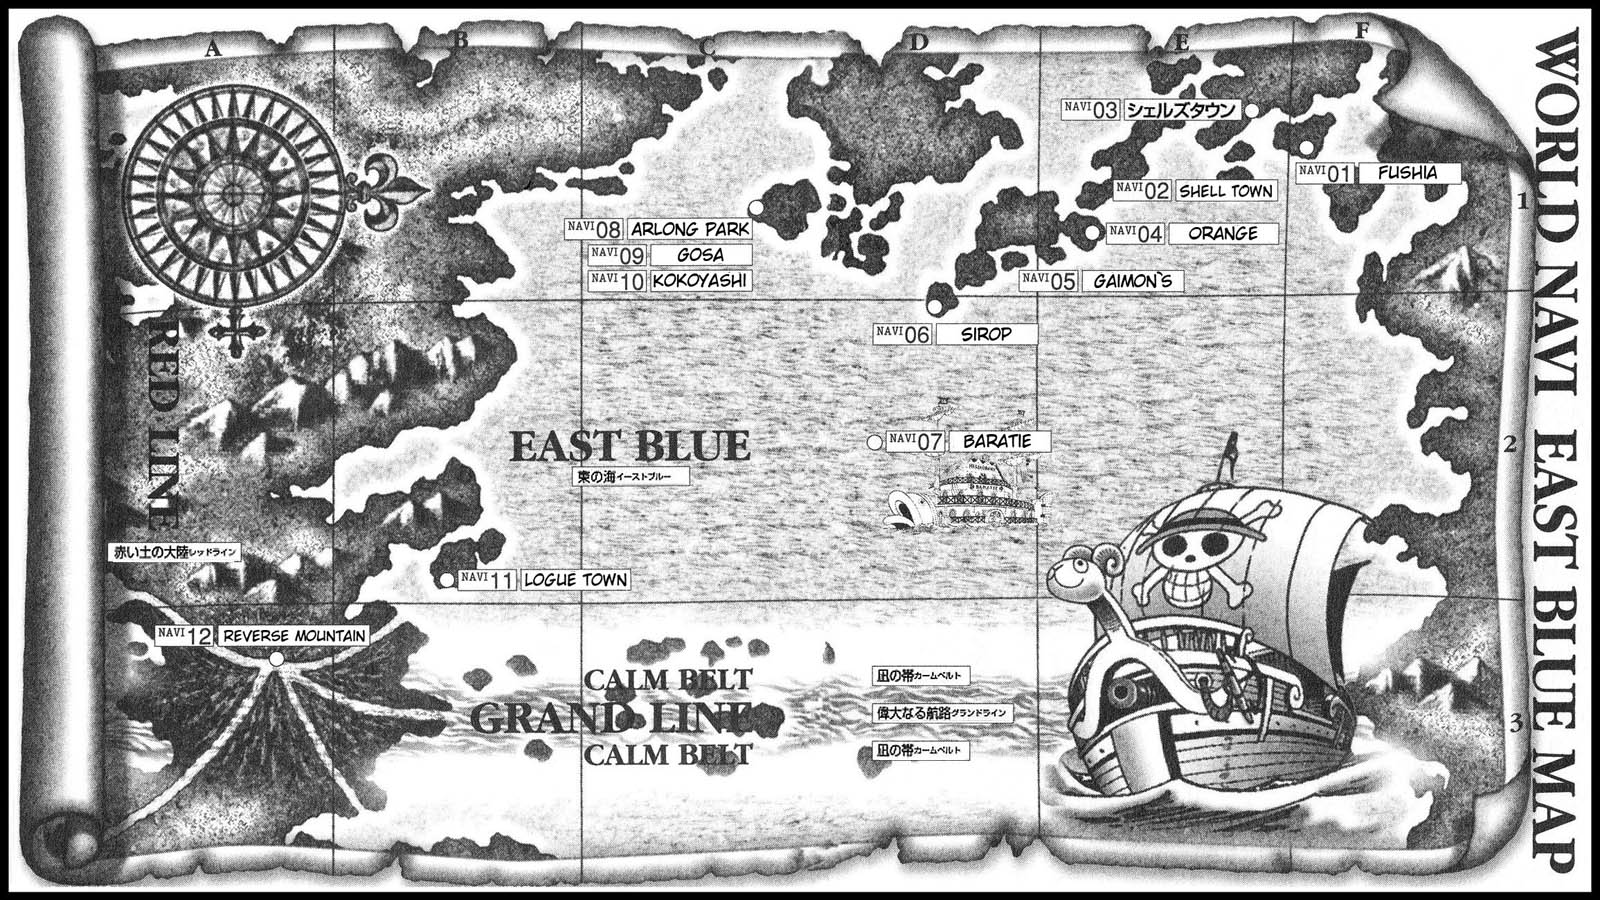 A
B
C
D
E
F
NAVI 03 シェルズタウン
NAVI 01 FUSHIA
NAVI 02 SHELL TOWN
1
NAVI 08 ARLONG PARK
NAVI 04 ORANGE
NAVI 09 GOSA
NAVI 10 KOKOYASHI
NAVI 05 GAIMON`S
NAVI 06 SIROP
RED LINE
赤い土の大陸レッドライン
EAST BLUE
東の海イーストブルー
NAVI 07 BARATIE
2
NAVI 11 LOGUE TOWN
NAVI 12 REVERSE MOUNTAIN
CALM BELT
凪の帯カームベルト
GRAND LINE
偉大なる航路グランドライン
3
CALM BELT
凪の帯カームベルト
WORLD NAVI EAST BLUE MAP